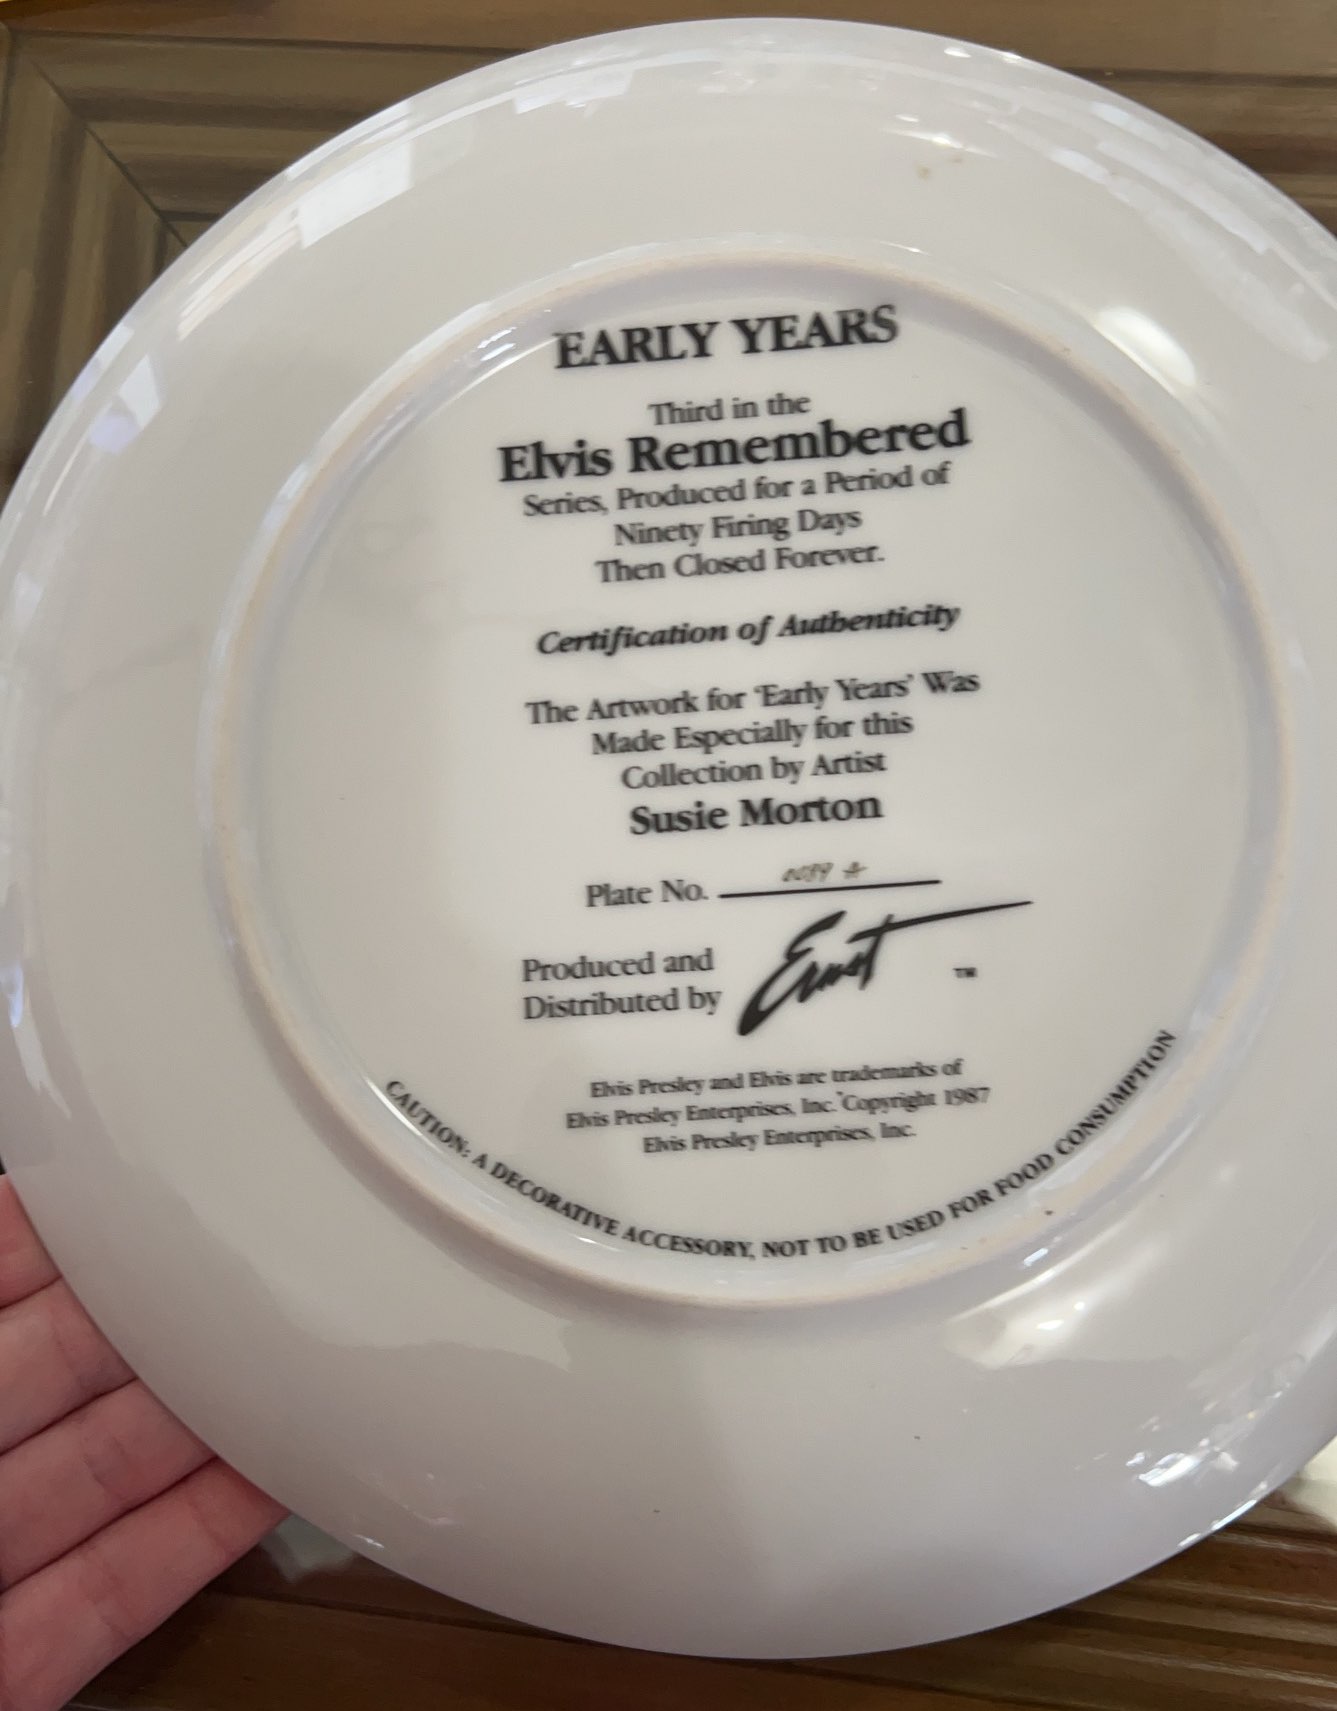 EARLY YEARS
Third in the
Elvis Remembered
Series, Produced for a Period of
Ninety Firing Days
Then Closed Forever.
Certification of Authenticity
The Artwork for 'Early Years' Was
Made Especially for this
Collection by Artist
Susie Morton
Plate No.
Produced and
Distributed by Ernst ™
Elvis Presley and Elvis are trademarks of
Elvis Presley Enterprises, Inc. Copyright 1987
Elvis Presley Enterprises, Inc.
CAUTION: A DECORATIVE ACCESSORY, NOT TO BE USED FOR FOOD CONSUMPTION